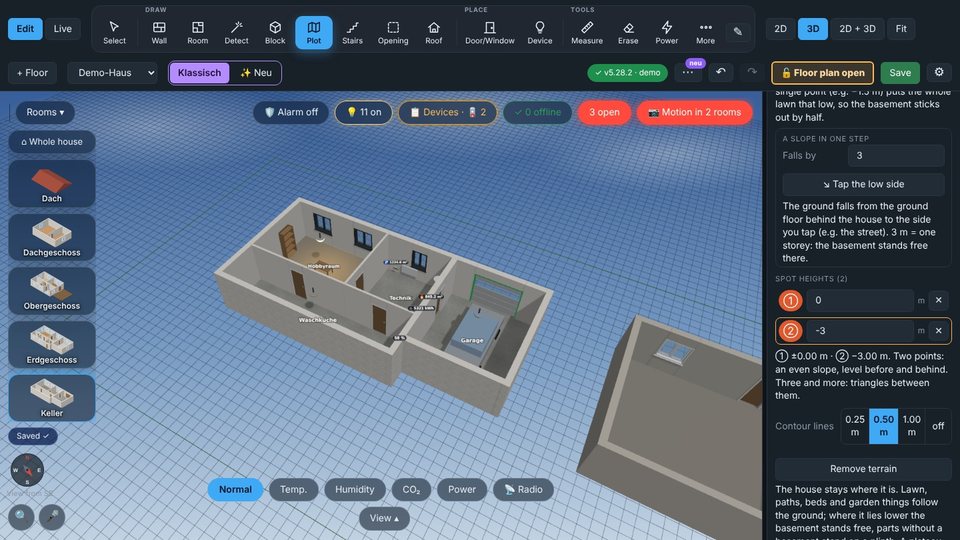 Edit
Live
DRAW
Select
Wall
Room
Detect
Block
Plot
Stairs
Opening
Roof
PLACE
Door/Window
Device
TOOLS
Measure
Erase
Power
More
2D
3D
2D + 3D
Fit
+ Floor
Demo-Haus
Klassisch
✨ Neu
✓ v5.28.2 · demo
neu
⋯
Floor plan open
Save
Rooms ▾
Alarm off
11 on
Devices · 2
✓ 0 offline
3 open
Motion in 2 rooms
⌂ Whole house
Dach
Dachgeschoss
Obergeschoss
Erdgeschoss
Keller
Saved ✓
N
W
E
S
Hobbyraum
Technik
Waschküche
Garage
Normal
Temp.
Humidity
CO₂
Power
Radio
View ▴
single point (e.g. −1.5 m) puts the whole
lawn that low, so the basement sticks
out by half.
A SLOPE IN ONE STEP
Falls by
3
↘ Tap the low side
The ground falls from the ground
floor behind the house to the side
you tap (e.g. the street). 3 m = one
storey: the basement stands free
there.
SPOT HEIGHTS (2)
① 0 m ✕
② -3 m ✕
① ±0.00 m · ② −3.00 m. Two points:
an even slope, level before and behind.
Three and more: triangles between
them.
Contour lines
0.25 m
0.50 m
1.00 m
off
Remove terrain
The house stays where it is. Lawn,
paths, beds and garden things follow
the ground; where it lies lower the
basement stands free, parts without a